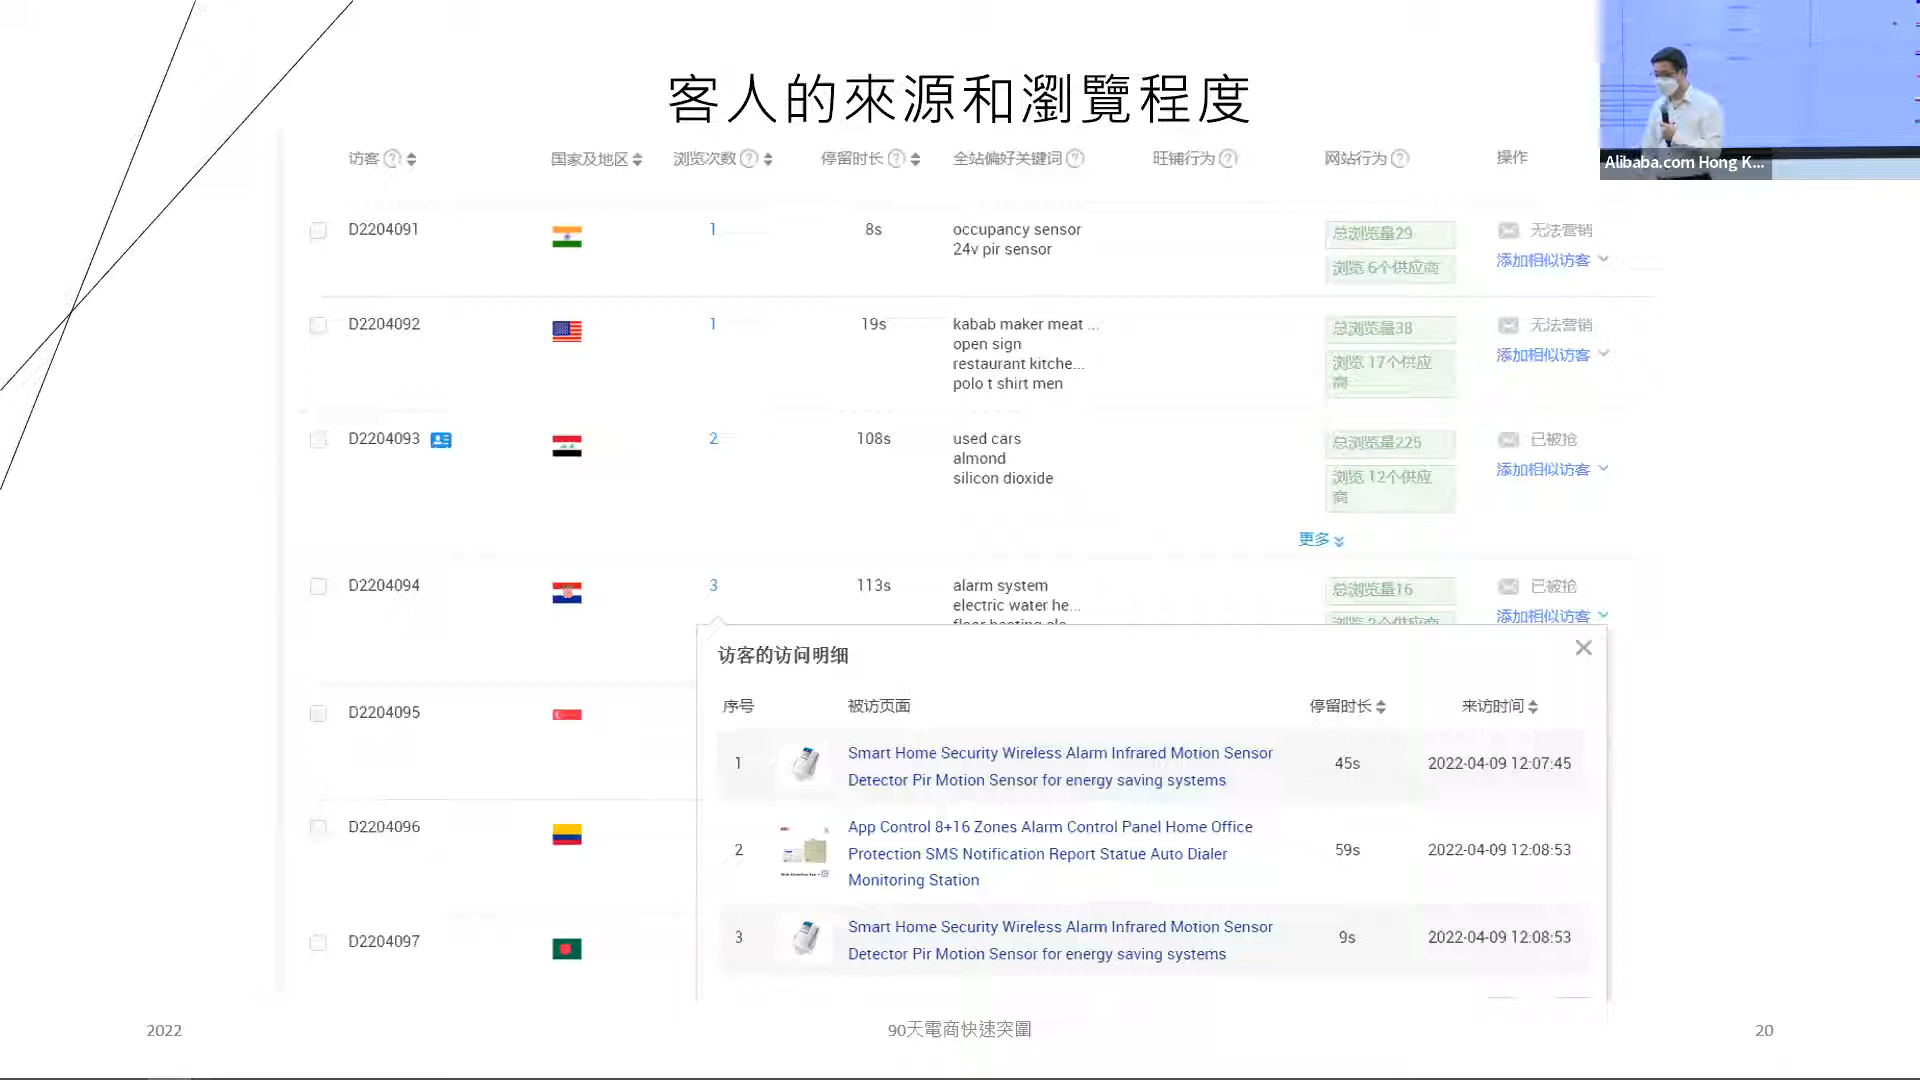 客人的來源和瀏覽程度
Alibaba.com Hong K...
访客 国家及地区 浏览次数 停留时长 全站偏好关键词 旺铺行为 网站行为 操作
D2204091 1 8s occupancy sensor 总浏览量29 无法营销
24v pir sensor 浏览 6个供应商 添加相似访客
D2204092 1 19s kabab maker meat ... 总浏览量38 无法营销
open sign 浏览 17个供应商 添加相似访客
restaurant kitche...
polo t shirt men
D2204093 2 108s used cars 总浏览量225 已被抢
almond 浏览 12个供应商 添加相似访客
silicon dioxide
更多
D2204094 3 113s alarm system 总浏览量16 已被抢
electric water he... 添加相似访客
访客的访问明细
序号 被访页面 停留时长 来访时间
D2204095
1 Smart Home Security Wireless Alarm Infrared Motion Sensor 45s 2022-04-09 12:07:45
Detector Pir Motion Sensor for energy saving systems
D2204096
2 App Control 8+16 Zones Alarm Control Panel Home Office 59s 2022-04-09 12:08:53
Protection SMS Notification Report Statue Auto Dialer
Monitoring Station
D2204097
3 Smart Home Security Wireless Alarm Infrared Motion Sensor 9s 2022-04-09 12:08:53
Detector Pir Motion Sensor for energy saving systems
2022 90天電商快速突圍 20